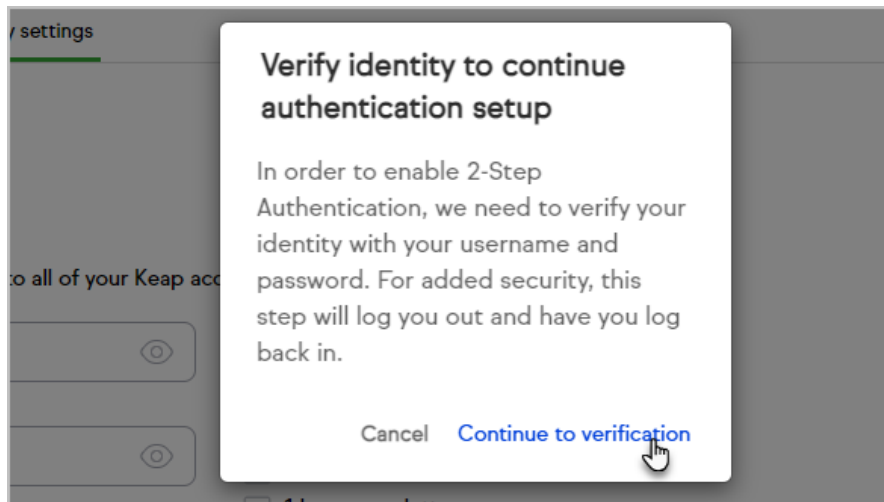 y settings
Verify identity to continue
authentication setup
In order to enable 2-Step
Authentication, we need to verify your
identity with your username and
password. For added security, this
step will log you out and have you log
back in.
to all of your Keap acc
Cancel Continue to verification